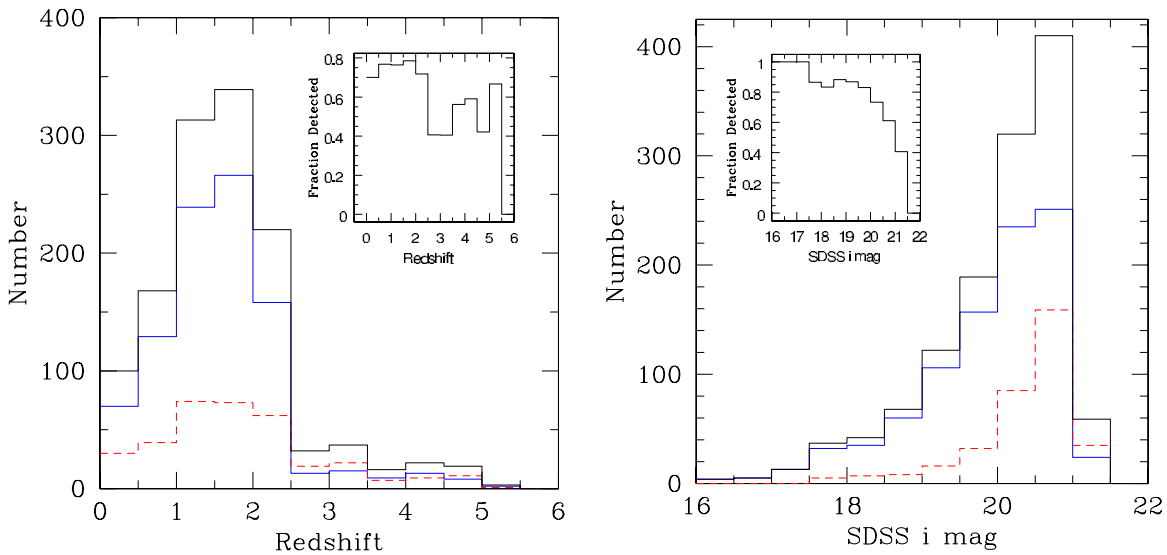 400
300
200
100
0
Number
0 1 2 3 4 5 6
Redshift
0.8
0.6
0.4
0.2
0
Fraction Detected
0 1 2 3 4 5 6
Redshift
400
300
200
100
0
Number
16 18 20 22
SDSS i mag
1
0.8
0.6
0.4
0.2
0
Fraction Detected
16 17 18 19 20 21 22
SDSS i mag